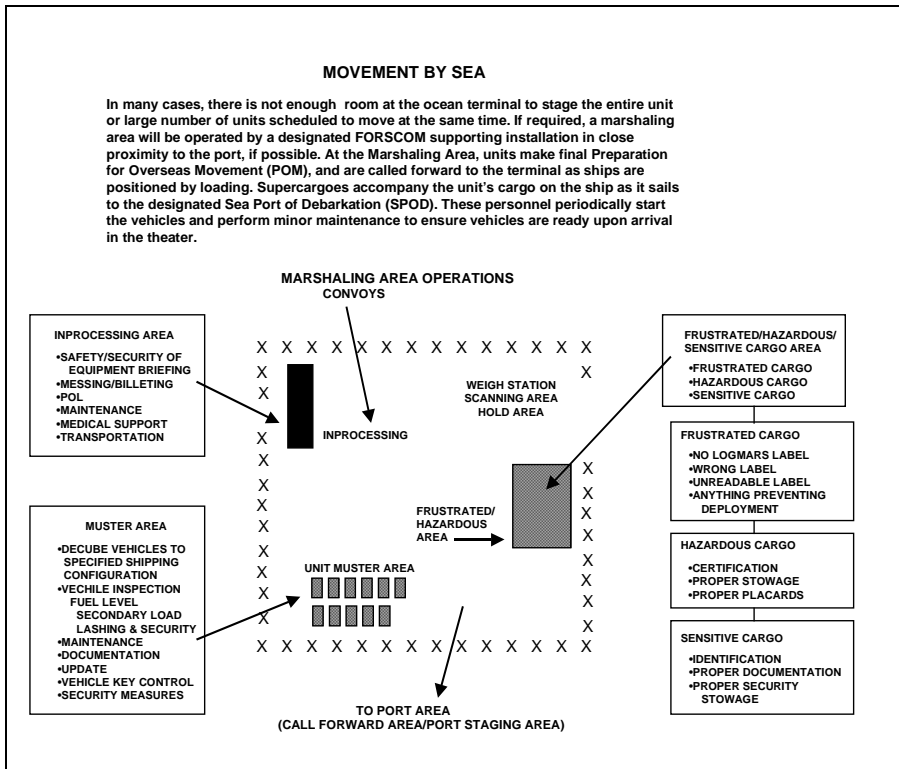 MOVEMENT BY SEA
In many cases, there is not enough room at the ocean terminal to stage the entire unit
or large number of units scheduled to move at the same time. If required, a marshaling
area will be operated by a designated FORSCOM supporting installation in close
proximity to the port, if possible. At the Marshaling Area, units make final Preparation
for Overseas Movement (POM), and are called forward to the terminal as ships are
positioned by loading. Supercargoes accompany the unit's cargo on the ship as it sails
to the designated Sea Port of Debarkation (SPOD). These personnel periodically start
the vehicles and perform minor maintenance to ensure vehicles are ready upon arrival
in the theater.
MARSHALING AREA OPERATIONS
CONVOYS
INPROCESSING AREA
•SAFETY/SECURITY OF
EQUIPMENT BRIEFING
•MESSING/BILLETING
•POL
•MAINTENANCE
•MEDICAL SUPPORT
•TRANSPORTATION
MUSTER AREA
•DECUBE VEHICLES TO
SPECIFIED SHIPPING
CONFIGURATION
•VECHILE INSPECTION
FUEL LEVEL
SECONDARY LOAD
LASHING & SECURITY
•MAINTENANCE
•DOCUMENTATION
•UPDATE
•VEHICLE KEY CONTROL
•SECURITY MEASURES
X X X X X X X X X X X X X X
X
X
X
X
X
X
X
X
X
X
X
X X X X X X X X X X X X X X
X
X
X
X
X
X
X
X
WEIGH STATION
SCANNING AREA
HOLD AREA
INPROCESSING
FRUSTRATED/
HAZARDOUS
AREA
UNIT MUSTER AREA
TO PORT AREA
(CALL FORWARD AREA/PORT STAGING AREA)
FRUSTRATED/HAZARDOUS/
SENSITIVE CARGO AREA
•FRUSTRATED CARGO
•HAZARDOUS CARGO
•SENSITIVE CARGO
FRUSTRATED CARGO
•NO LOGMARS LABEL
•WRONG LABEL
•UNREADABLE LABEL
•ANYTHING PREVENTING
DEPLOYMENT
HAZARDOUS CARGO
•CERTIFICATION
•PROPER STOWAGE
•PROPER PLACARDS
SENSITIVE CARGO
•IDENTIFICATION
•PROPER DOCUMENTATION
•PROPER SECURITY
STOWAGE